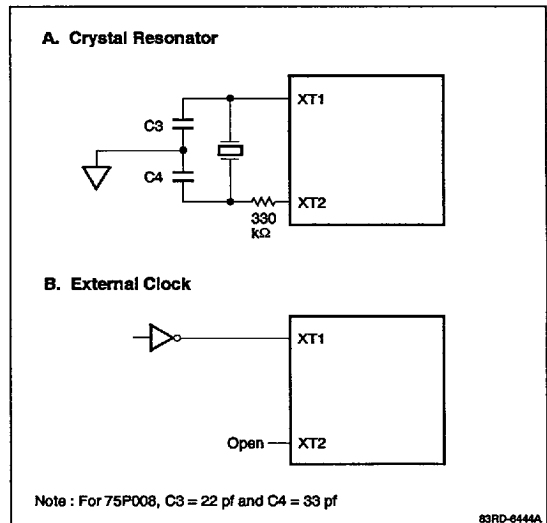 A. Crystal Resonator
XT1
C3
C4
XT2
330
kΩ
B. External Clock
XT1
Open
XT2
Note : For 75P008, C3 = 22 pf and C4 = 33 pf
83RD-6444A